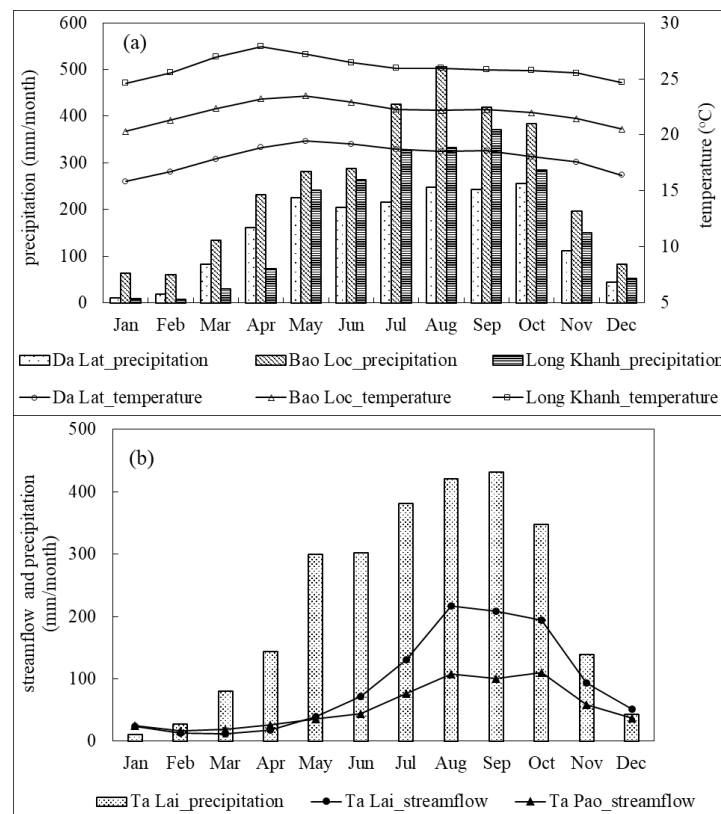 (a)
precipitation (mm/month)
600
500
400
300
200
100
0
temperature (°C)
30
25
20
15
10
5
Jan Feb Mar Apr May Jun Jul Aug Sep Oct Nov Dec
Da Lat_precipitation Bao Loc_precipitation Long Khanh_precipitation
Da Lat_temperature Bao Loc_temperature Long Khanh_temperature
(b)
streamflow and precipitation
(mm/month)
500
400
300
200
100
0
Jan Feb Mar Apr May Jun Jul Aug Sep Oct Nov Dec
Ta Lai_precipitation Ta Lai_streamflow Ta Pao_streamflow